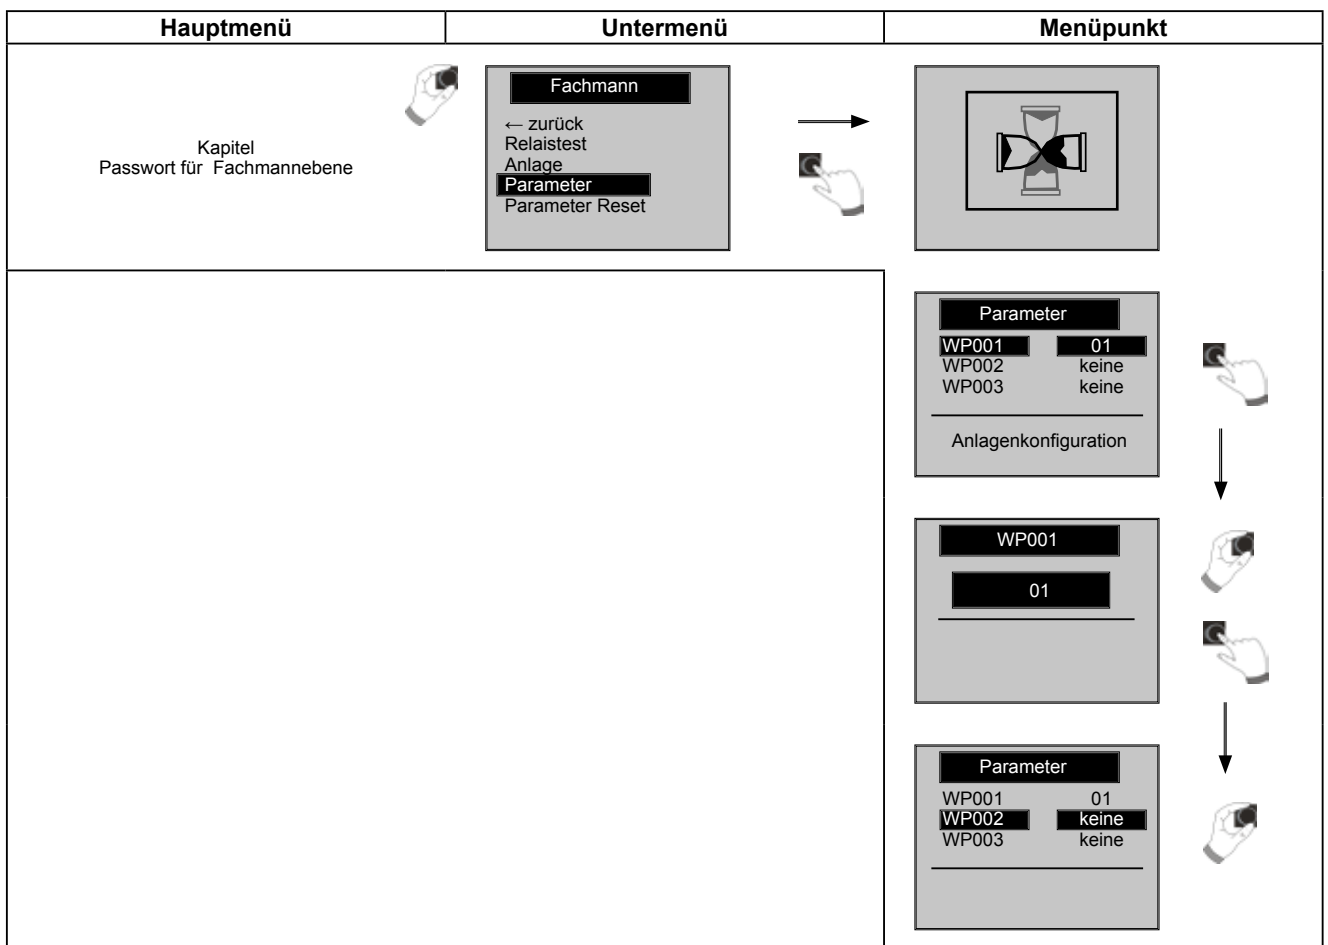 Hauptmenü
Untermenü
Menüpunkt
Kapitel
Passwort für Fachmannebene
Fachmann
← zurück
Relaistest
Anlage
Parameter
Parameter Reset
Parameter
WP001 01
WP002 keine
WP003 keine
Anlagenkonfiguration
WP001
01
Parameter
WP001 01
WP002 keine
WP003 keine